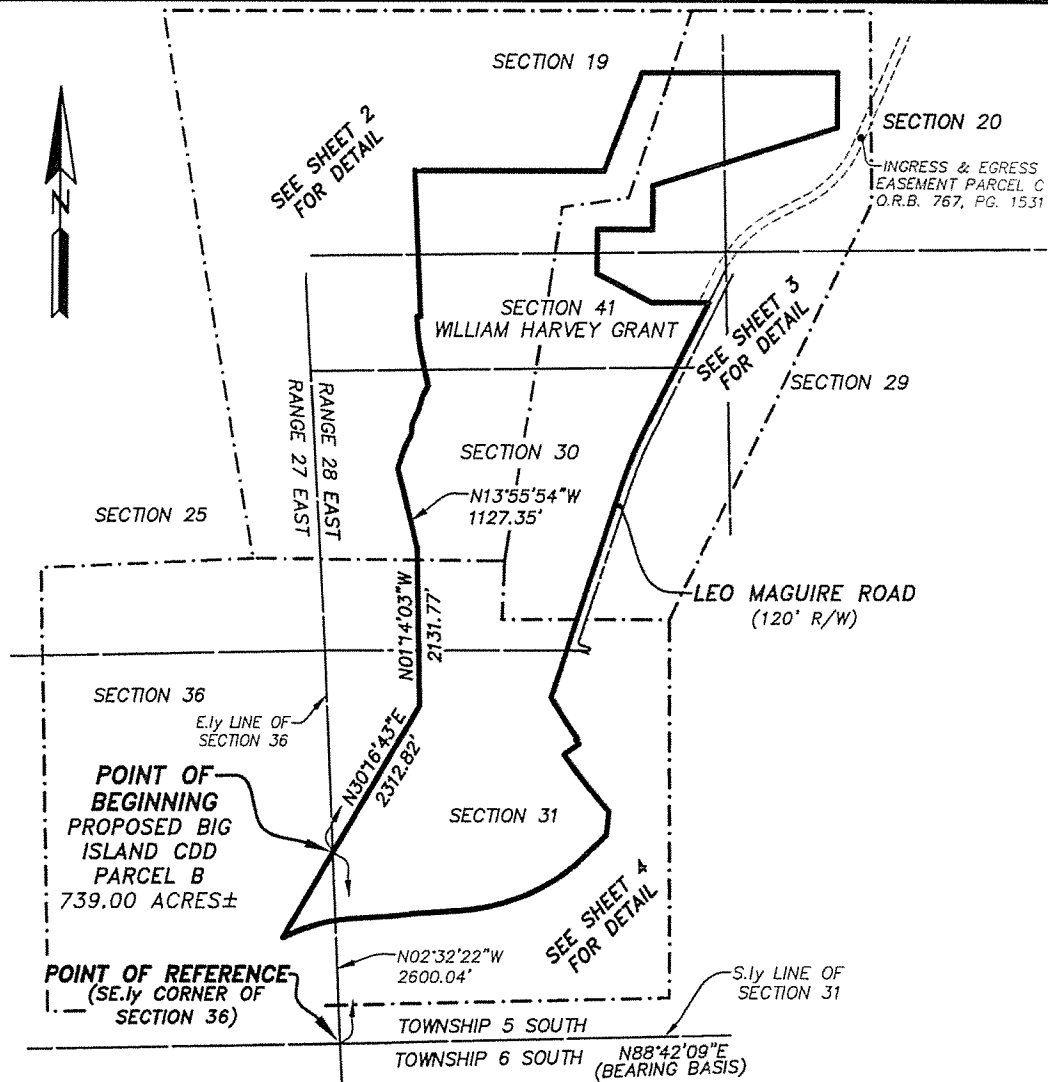 SECTION 19
SEE SHEET 2
FOR DETAIL
SECTION 20
INGRESS & EGRESS
EASEMENT PARCEL C
O.R.B. 767, PG. 1531
N
SECTION 41
WILLIAM HARVEY GRANT
SEE SHEET 3
FOR DETAIL
SECTION 29
RANGE 28 EAST
RANGE 27 EAST
SECTION 30
N13°55'54"W
1127.35'
SECTION 25
LEO MAGUIRE ROAD
(120' R/W)
N01°14'03"W
2131.77'
SECTION 36
E.ly LINE OF
SECTION 36
N30°16'43"E
2312.82'
POINT OF
BEGINNING
PROPOSED BIG
ISLAND CDD
PARCEL B
739.00 ACRES±
SECTION 31
SEE SHEET 4
FOR DETAIL
N02°32'22"W
2600.04'
POINT OF REFERENCE
(SE.ly CORNER OF
SECTION 36)
S.ly LINE OF
SECTION 31
TOWNSHIP 5 SOUTH
TOWNSHIP 6 SOUTH
N88°42'09"E
(BEARING BASIS)